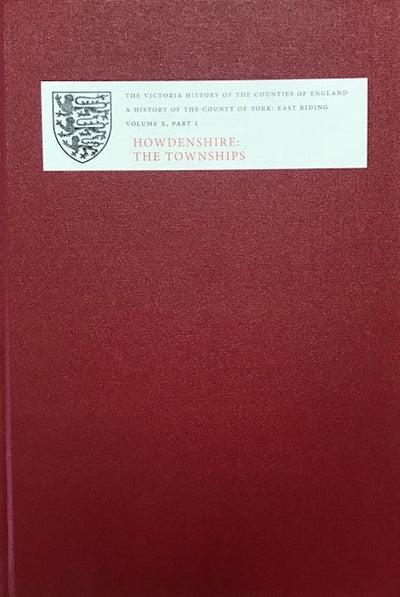 THE VICTORIA HISTORY OF THE COUNTIES OF ENGLAND
A HISTORY OF THE COUNTY OF YORK: EAST RIDING
VOLUME X, PART 1
HOWDENSHIRE:
THE TOWNSHIPS